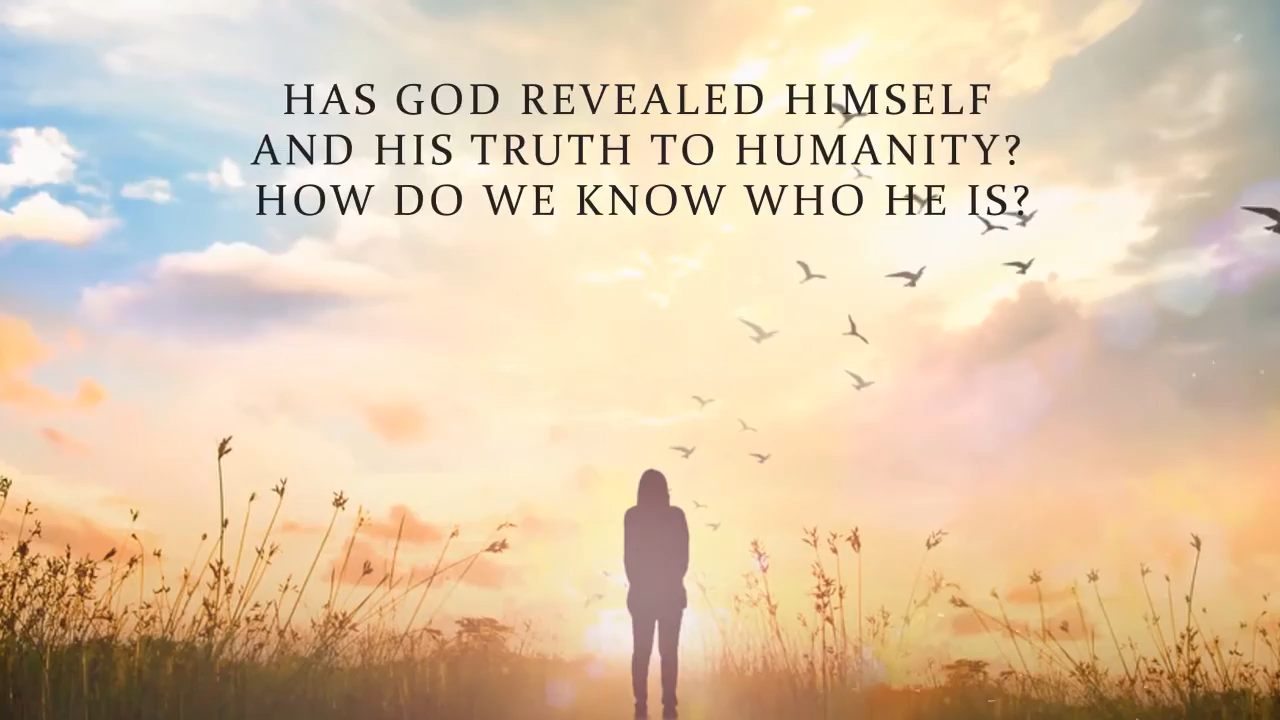 HAS GOD REVEALED HIMSELF
AND HIS TRUTH TO HUMANITY?
HOW DO WE KNOW WHO HE IS?